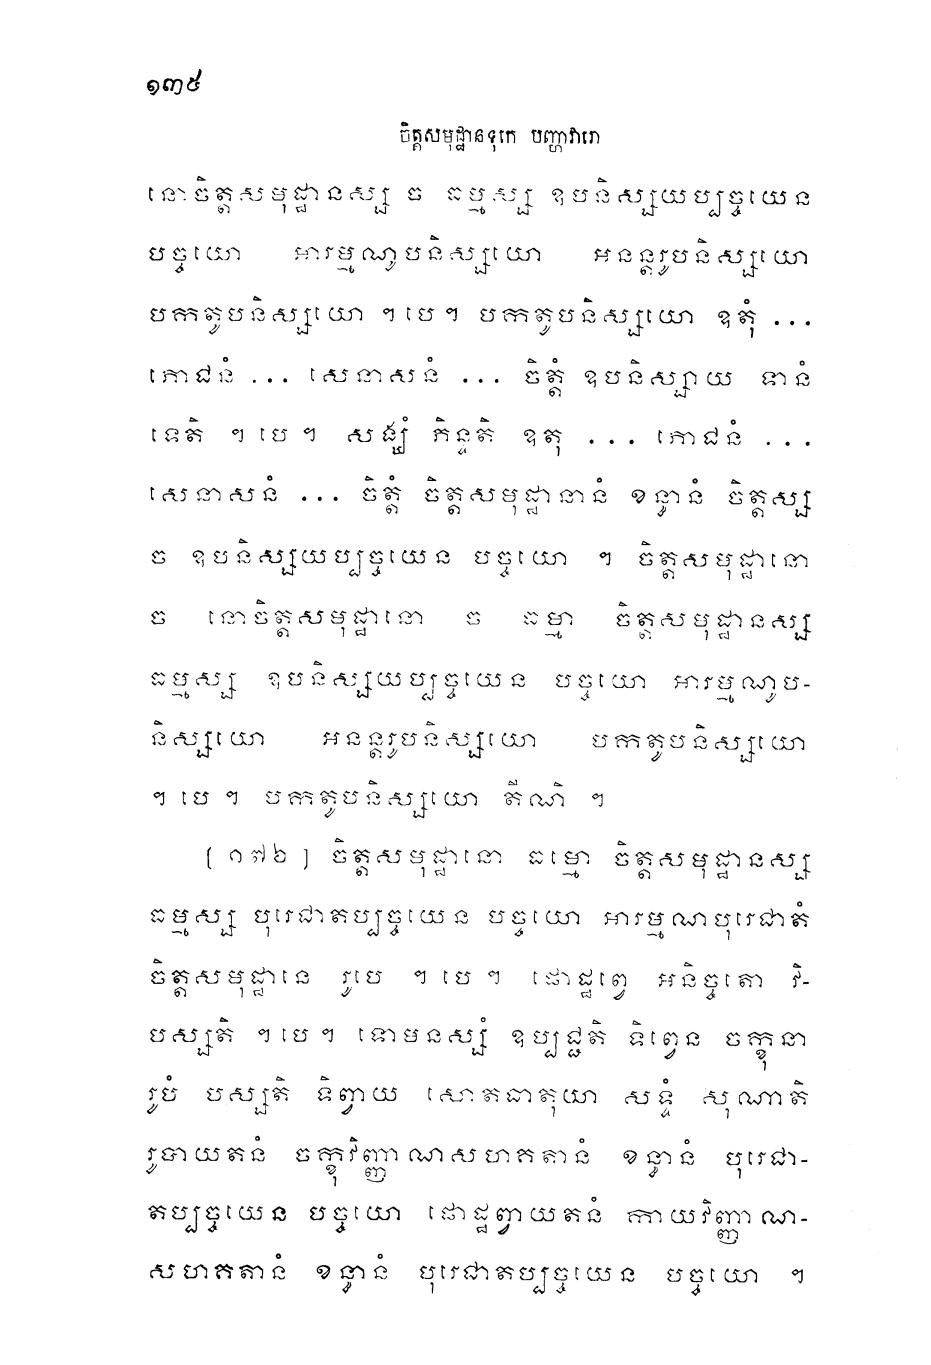 ១៣៥
ចិត្តសមុដ្ឋានទុកេ បញ្ហាវារោ
នោចិត្តសមុដ្ឋានស្ស ច ធម្មស្ស ឧបនិស្សយប្បច្ចយេន
បច្ចយោ អារម្មណូបនិស្សយោ អនន្តរូបនិស្សយោ
បកតូបនិស្សយោ ។ បេ។ បកតូបនិស្សយោ ឧតុំ ...
ភោជនំ ... សេនាសនំ ... ចិត្តំ ឧបនិស្សាយ ទានំ
ទេតិ ។ បេ។ សង្ឃំ ភិន្ទតិ ឧតុ ... ភោជនំ ...
សេនាសនំ ... ចិត្តំ ចិត្តសមុដ្ឋានានំ ខន្ធានំ ចិត្តស្ស
ច ឧបនិស្សយប្បច្ចយេន បច្ចយោ ។ ចិត្តសមុដ្ឋានោ
ច នោចិត្តសមុដ្ឋានោ ច ធម្មា ចិត្តសមុដ្ឋានស្ស
ធម្មស្ស ឧបនិស្សយប្បច្ចយេន បច្ចយោ អារម្មណូប-
និស្សយោ អនន្តរូបនិស្សយោ បកតូបនិស្សយោ
។ បេ ។ បកតូបនិស្សយោ តីណិ ។
[ ១៧៦ ] ចិត្តសមុដ្ឋានោ ធម្មោ ចិត្តសមុដ្ឋានស្ស
ធម្មស្ស បុរេជាតប្បច្ចយេន បច្ចយោ អារម្មណបុរេជាតំ
ចិត្តសមុដ្ឋានេ រូបេ ។ បេ ។ ផោដ្ឋព្វេ អនិច្ចតោ វិ-
បស្សតិ ។ បេ។ ទោមនស្សំ ឧប្បជ្ជតិ ទិព្វេន ចក្ខុនា
រូបំ បស្សតិ ទិព្វាយ សោតធាតុយា សទ្ទំ សុណាតិ
រូបាយតនំ ចក្ខុវិញ្ញាណសហគតានំ ខន្ធានំ បុរេជា-
តប្បច្ចយេន បច្ចយោ ផោដ្ឋព្វាយតនំ កាយវិញ្ញាណ-
សហគតានំ ខន្ធានំ បុរេជាតប្បច្ចយេន បច្ចយោ ។